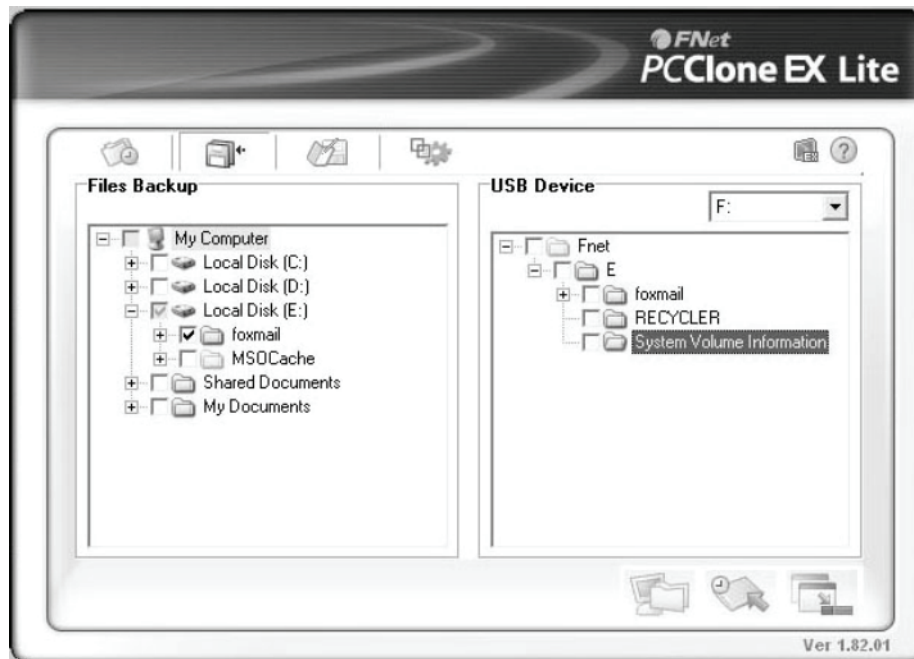 FNet
PCClone EX Lite
EX
?
Files Backup
My Computer
Local Disk (C:)
Local Disk (D:)
Local Disk (E:)
foxmail
MSOCache
Shared Documents
My Documents
USB Device
F:
Fnet
E
foxmail
RECYCLER
System Volume Information
Ver 1.82.01